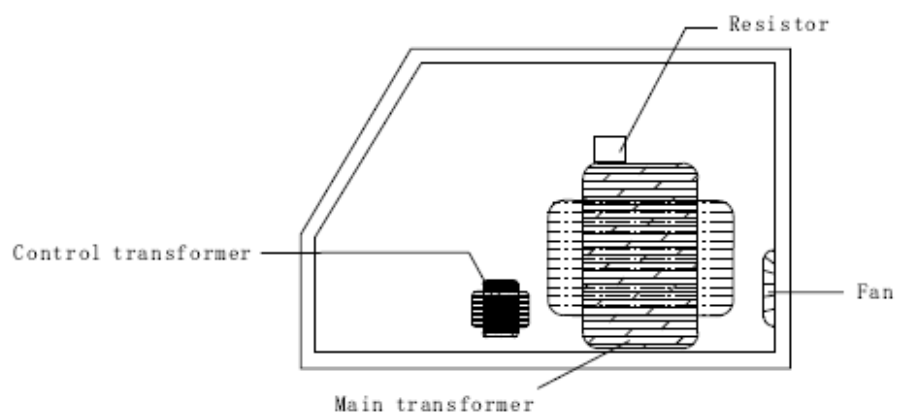 Resistor
Control transformer
Fan
Main transformer